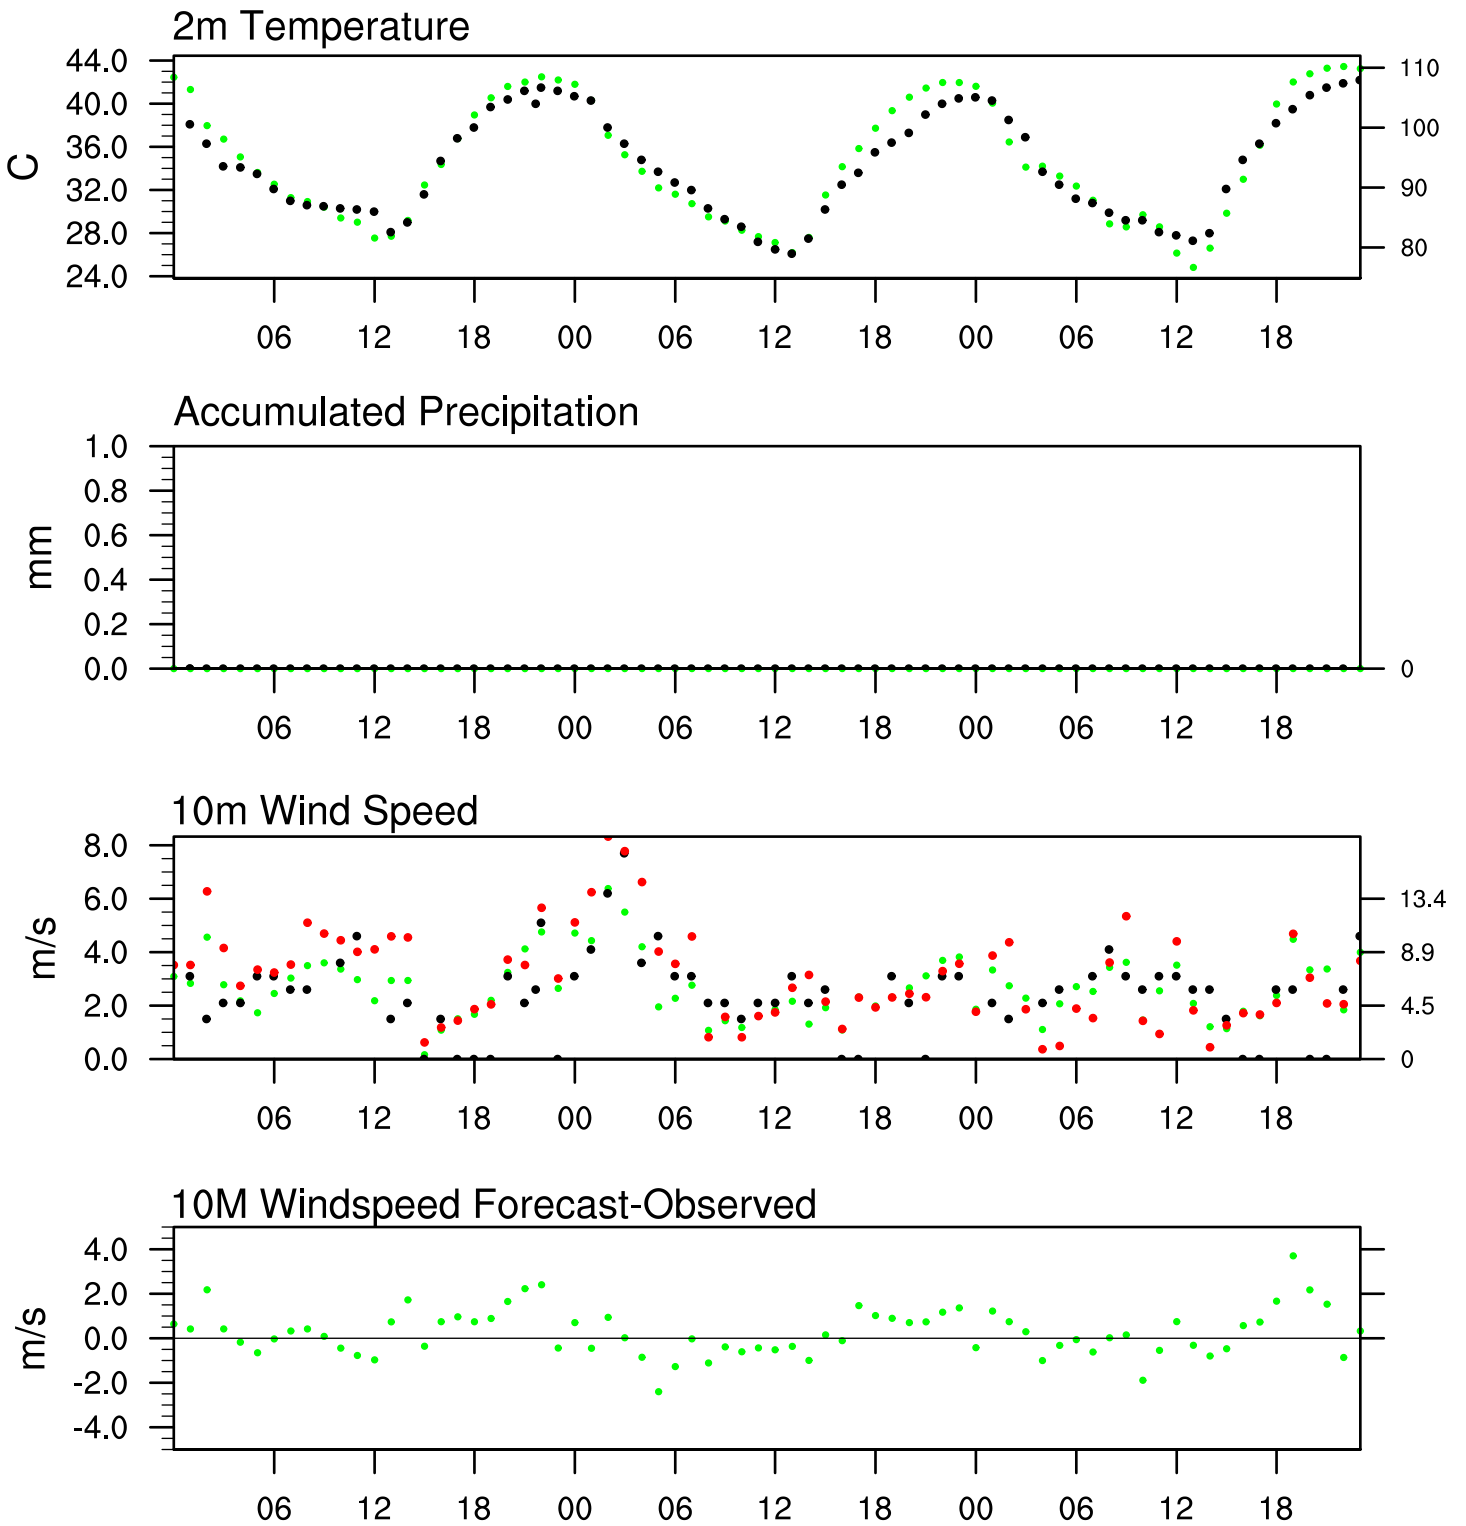 2m Temperature
44.0
40.0
36.0
32.0
28.0
24.0
C
110
100
90
80
06 12 18 00 06 12 18 00 06 12 18
Accumulated Precipitation
1.0
0.8
0.6
0.4
0.2
0.0
mm
0
06 12 18 00 06 12 18 00 06 12 18
10m Wind Speed
8.0
6.0
4.0
2.0
0.0
m/s
13.4
8.9
4.5
0
06 12 18 00 06 12 18 00 06 12 18
10M Windspeed Forecast-Observed
4.0
2.0
0.0
-2.0
-4.0
m/s
06 12 18 00 06 12 18 00 06 12 18